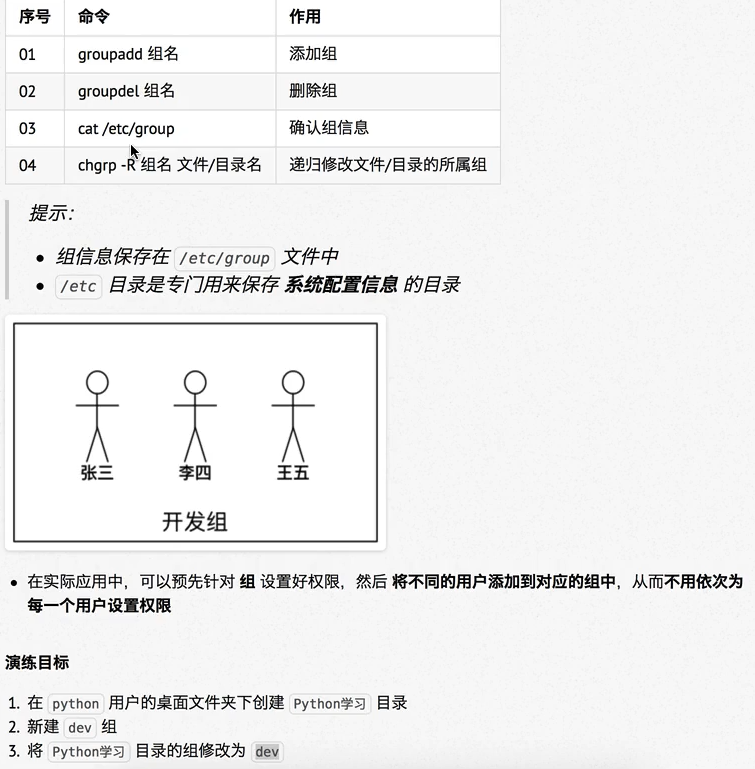 序号 命令 作用
01 groupadd 组名 添加组
02 groupdel 组名 删除组
03 cat /etc/group 确认组信息
04 chgrp -R 组名 文件/目录名 递归修改文件/目录的所属组
提示：
• 组信息保存在 /etc/group 文件中
• /etc 目录是专门用来保存 系统配置信息 的目录
张三 李四 王五
开发组
• 在实际应用中，可以预先针对 组 设置好权限，然后 将不同的用户添加到对应的组中，从而不用依次为
每一个用户设置权限
演练目标
1. 在 python 用户的桌面文件夹下创建 Python学习 目录
2. 新建 dev 组
3. 将 Python学习 目录的组修改为 dev